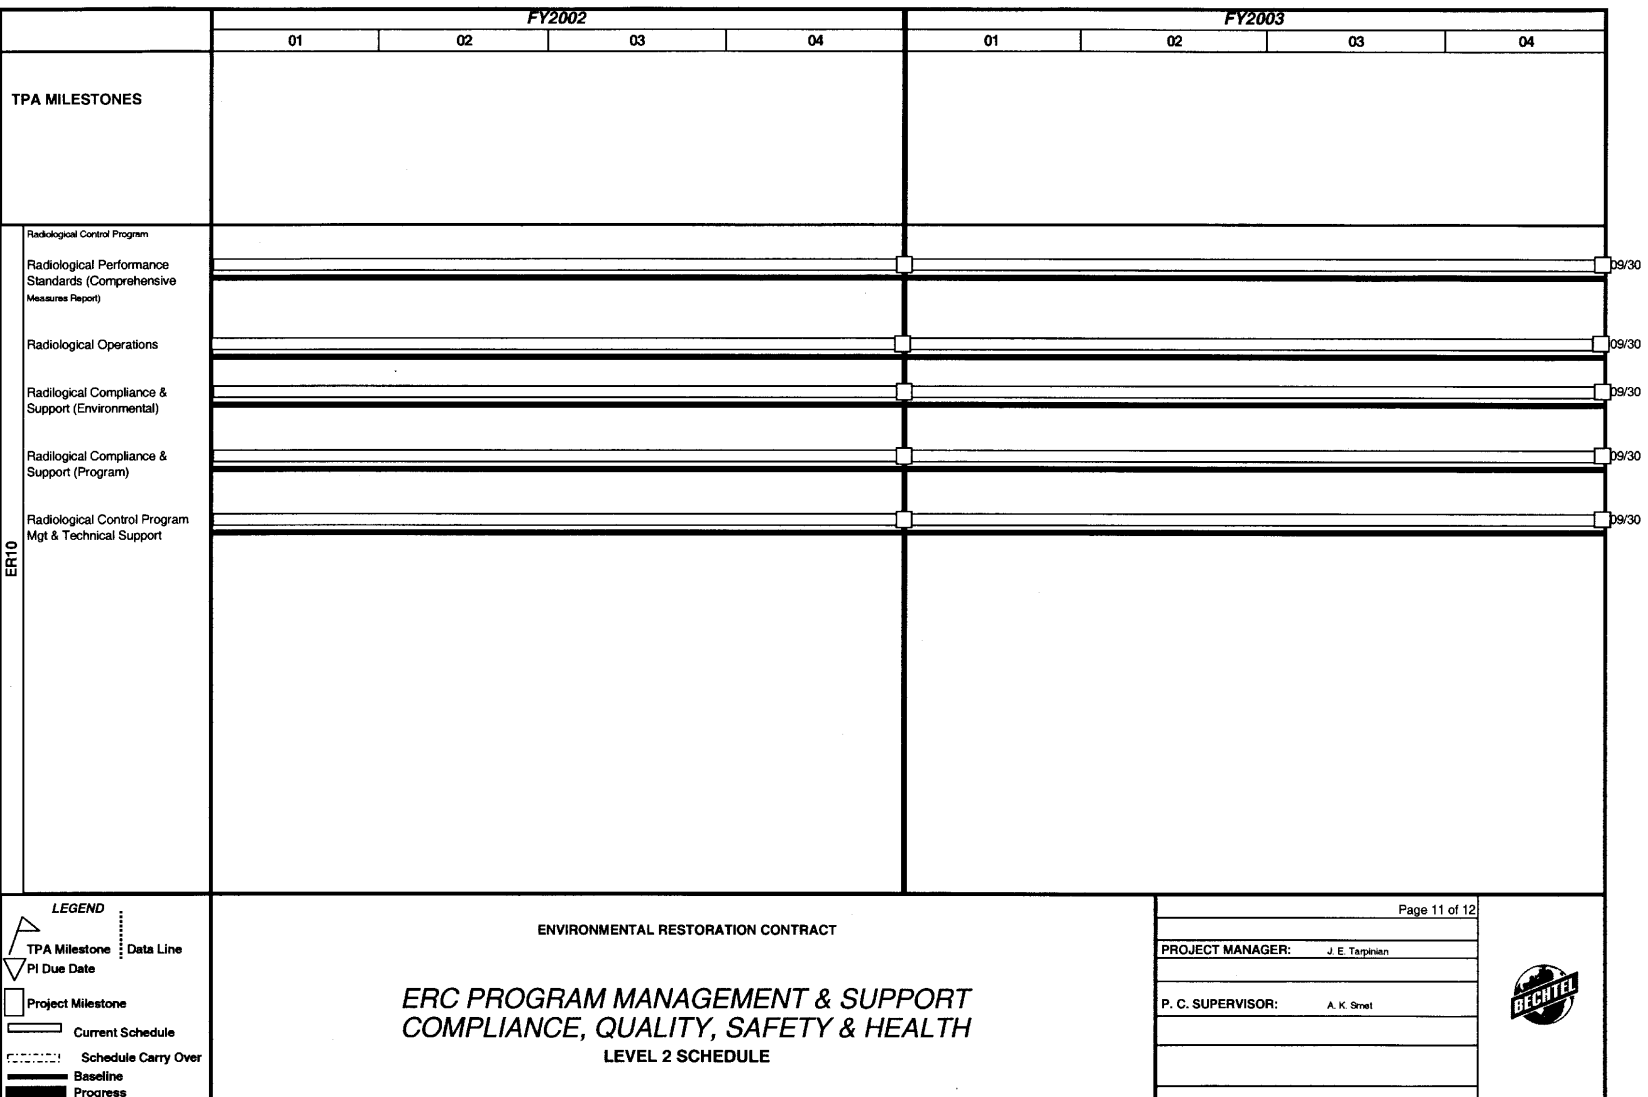 FY2002 FY2003
01 02 03 04 01 02 03 04
TPA MILESTONES
Radiological Control Program
Radiological Performance
Standards (Comprehensive
Measures Report)
09/30
Radiological Operations
09/30
Radilogical Compliance &
Support (Environmental)
09/30
Radilogical Compliance &
Support (Program)
09/30
Radiological Control Program
Mgt & Technical Support
09/30
ER10
LEGEND
TPA Milestone Data Line
PI Due Date
Project Milestone
Current Schedule
Schedule Carry Over
Baseline
Progress
ENVIRONMENTAL RESTORATION CONTRACT
ERC PROGRAM MANAGEMENT & SUPPORT
COMPLIANCE, QUALITY, SAFETY & HEALTH
LEVEL 2 SCHEDULE
Page 11 of 12
PROJECT MANAGER: J. E. Tarpinian
P. C. SUPERVISOR: A. K. Smet
BECHTEL